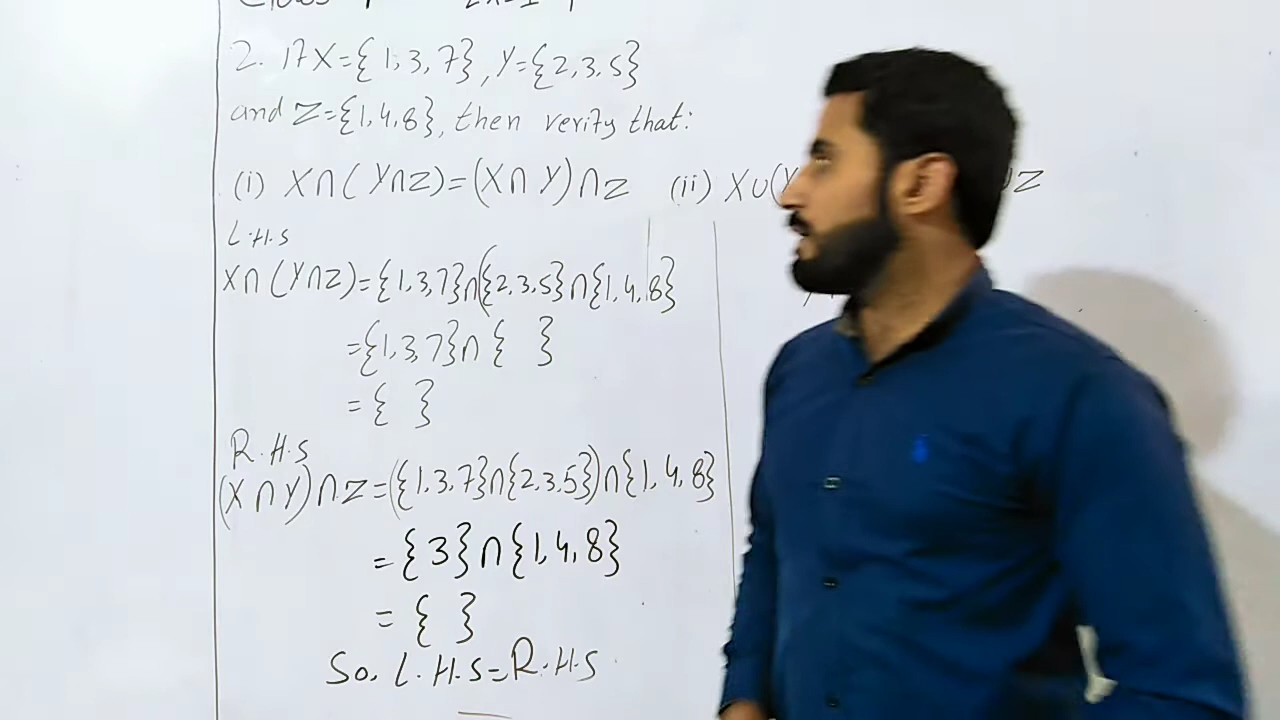 2. If X={1,3,7}, Y={2,3,5}
and Z={1,4,8}, then verify that:
(i) X∩(Y∩Z)=(X∩Y)∩Z (ii) X∪(Y ∪Z
L.H.S
X∩(Y∩Z)={1,3,7}∩({2,3,5}∩{1,4,8}
={1,3,7}∩{ }
={ }
R.H.S
(X∩Y)∩Z=({1,3,7}∩{2,3,5})∩{1,4,8}
={3}∩{1,4,8}
={ }
So, L.H.S=R.H.S